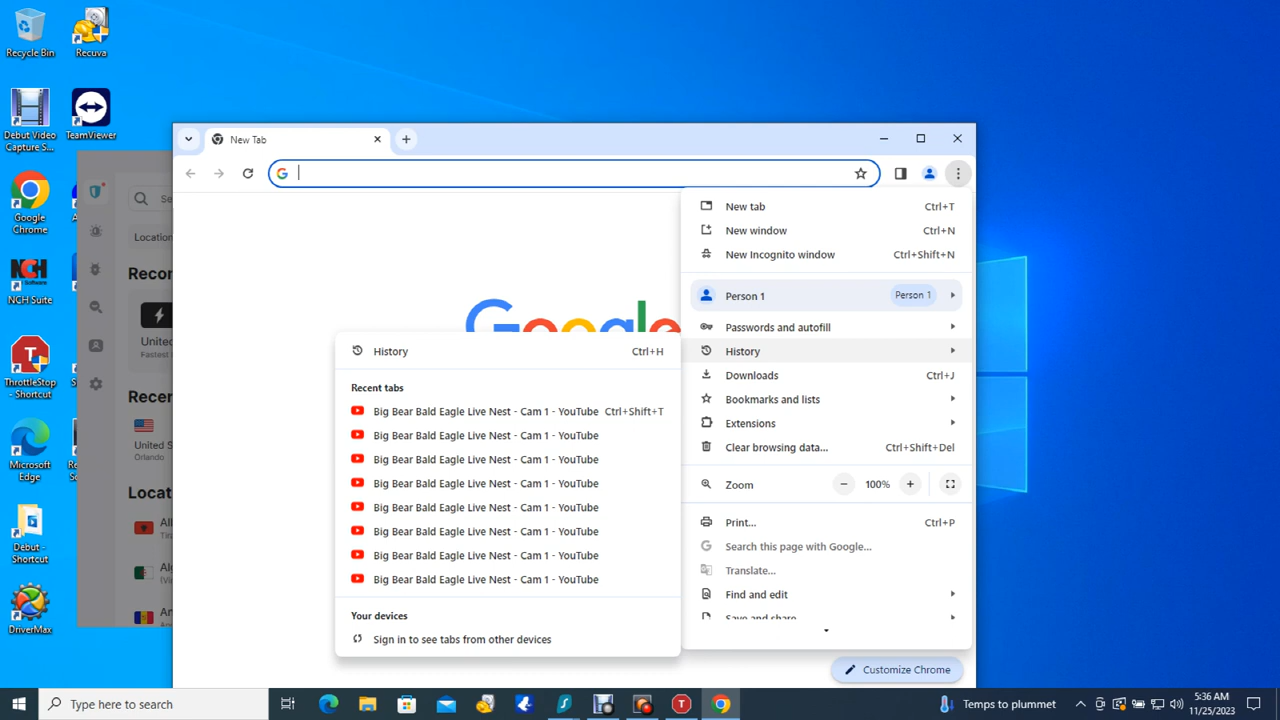 Recycle Bin
Recuva
Debut Video
Capture S...
TeamViewer
Google
Chrome
NCH
NCH Suite
ThrottleStop
- Shortcut
Microsoft
Edge
Debut -
Shortcut
DriverMax
Locatio
Recor
Unite
Fastest
Recen
United S
Orlando
Locat
New Tab
G
Google
New tab Ctrl+T
New window Ctrl+N
New Incognito window Ctrl+Shift+N
Person 1 Person 1
Passwords and autofill
History
Downloads Ctrl+J
Bookmarks and lists
Extensions
Clear browsing data... Ctrl+Shift+Del
Zoom 100%
Print... Ctrl+P
Search this page with Google...
Translate...
Find and edit
Save and share
History Ctrl+H
Recent tabs
Big Bear Bald Eagle Live Nest - Cam 1 - YouTube Ctrl+Shift+T
Big Bear Bald Eagle Live Nest - Cam 1 - YouTube
Big Bear Bald Eagle Live Nest - Cam 1 - YouTube
Big Bear Bald Eagle Live Nest - Cam 1 - YouTube
Big Bear Bald Eagle Live Nest - Cam 1 - YouTube
Big Bear Bald Eagle Live Nest - Cam 1 - YouTube
Big Bear Bald Eagle Live Nest - Cam 1 - YouTube
Big Bear Bald Eagle Live Nest - Cam 1 - YouTube
Your devices
Sign in to see tabs from other devices
Customize Chrome
Type here to search
Temps to plummet
5:36 AM
11/25/2023